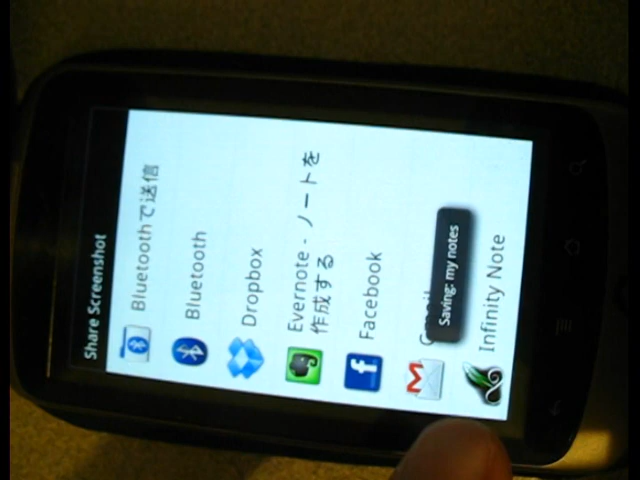 Share Screenshot
Bluetoothで送信
Bluetooth
Dropbox
Evernote - ノートを
作成する
Facebook
Saving: my notes
Infinity Note